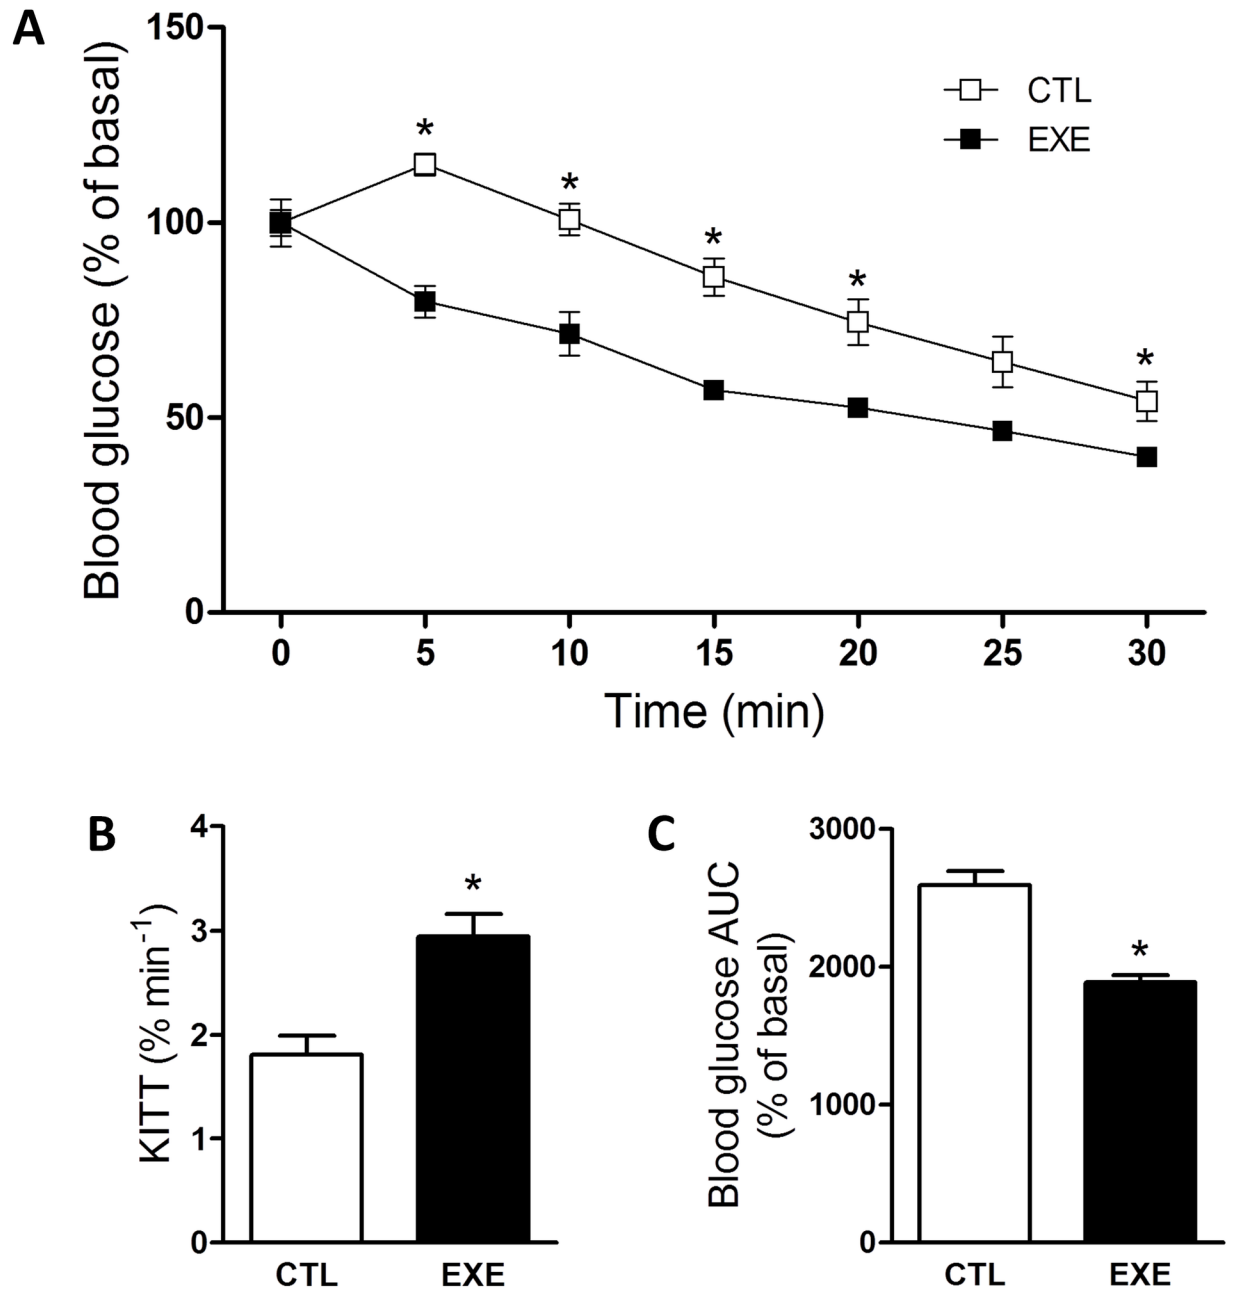 A
Blood glucose (% of basal)
150
100
50
0
CTL
EXE
*
*
*
*
*
0 5 10 15 20 25 30
Time (min)
B
KITT (% min-1)
4
3
2
1
0
*
CTL EXE
C
Blood glucose AUC
(% of basal)
3000
2000
1000
0
*
CTL EXE